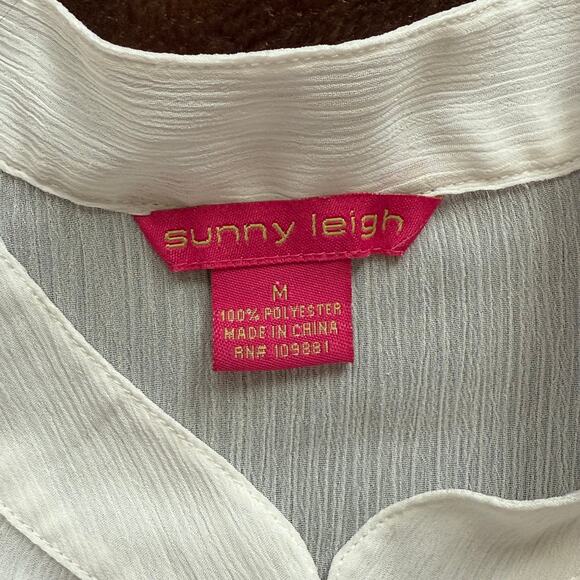 sunny leigh
M
100% POLYESTER
MADE IN CHINA
RN# 109881